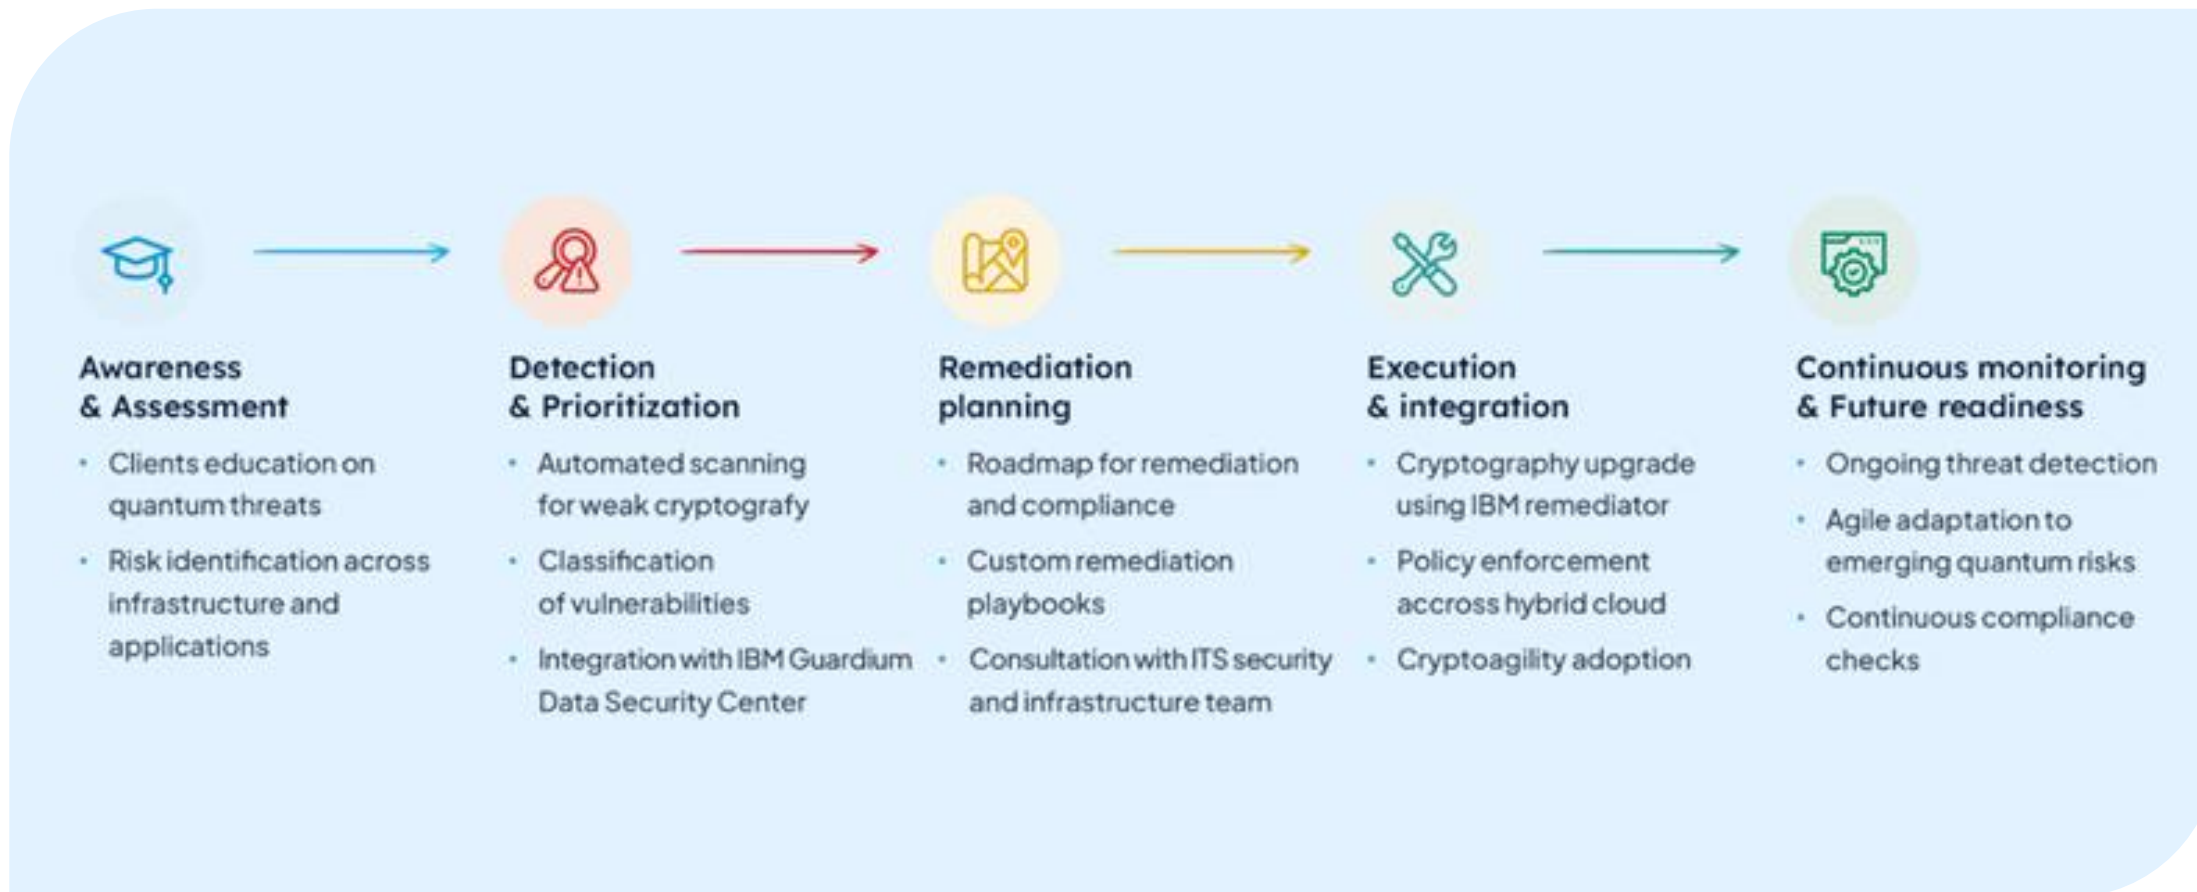 Awareness
& Assessment
• Clients education on
quantum threats
• Risk identification across
infrastructure and
applications
Detection
& Prioritization
• Automated scanning
for weak cryptografy
• Classification
of vulnerabilities
• Integration with IBM Guardium
Data Security Center
Remediation
planning
• Roadmap for remediation
and compliance
• Custom remediation
playbooks
• Consultation with ITS security
and infrastructure team
Execution
& integration
• Cryptography upgrade
using IBM remediator
• Policy enforcement
accross hybrid cloud
• Cryptoagility adoption
Continuous monitoring
& Future readiness
• Ongoing threat detection
• Agile adaptation to
emerging quantum risks
• Continuous compliance
checks